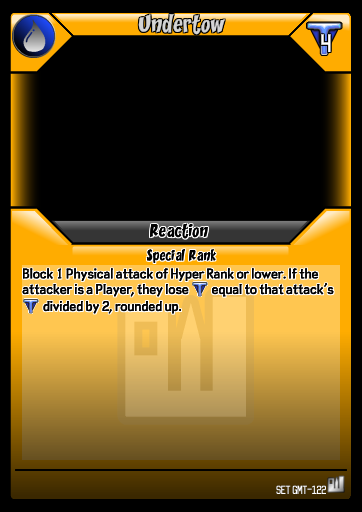 Undertow
4
Reaction
Special Rank
Block 1 Physical attack of Hyper Rank or lower. If the
attacker is a Player, they lose equal to that attack's
divided by 2, rounded up.
SET GMT-122